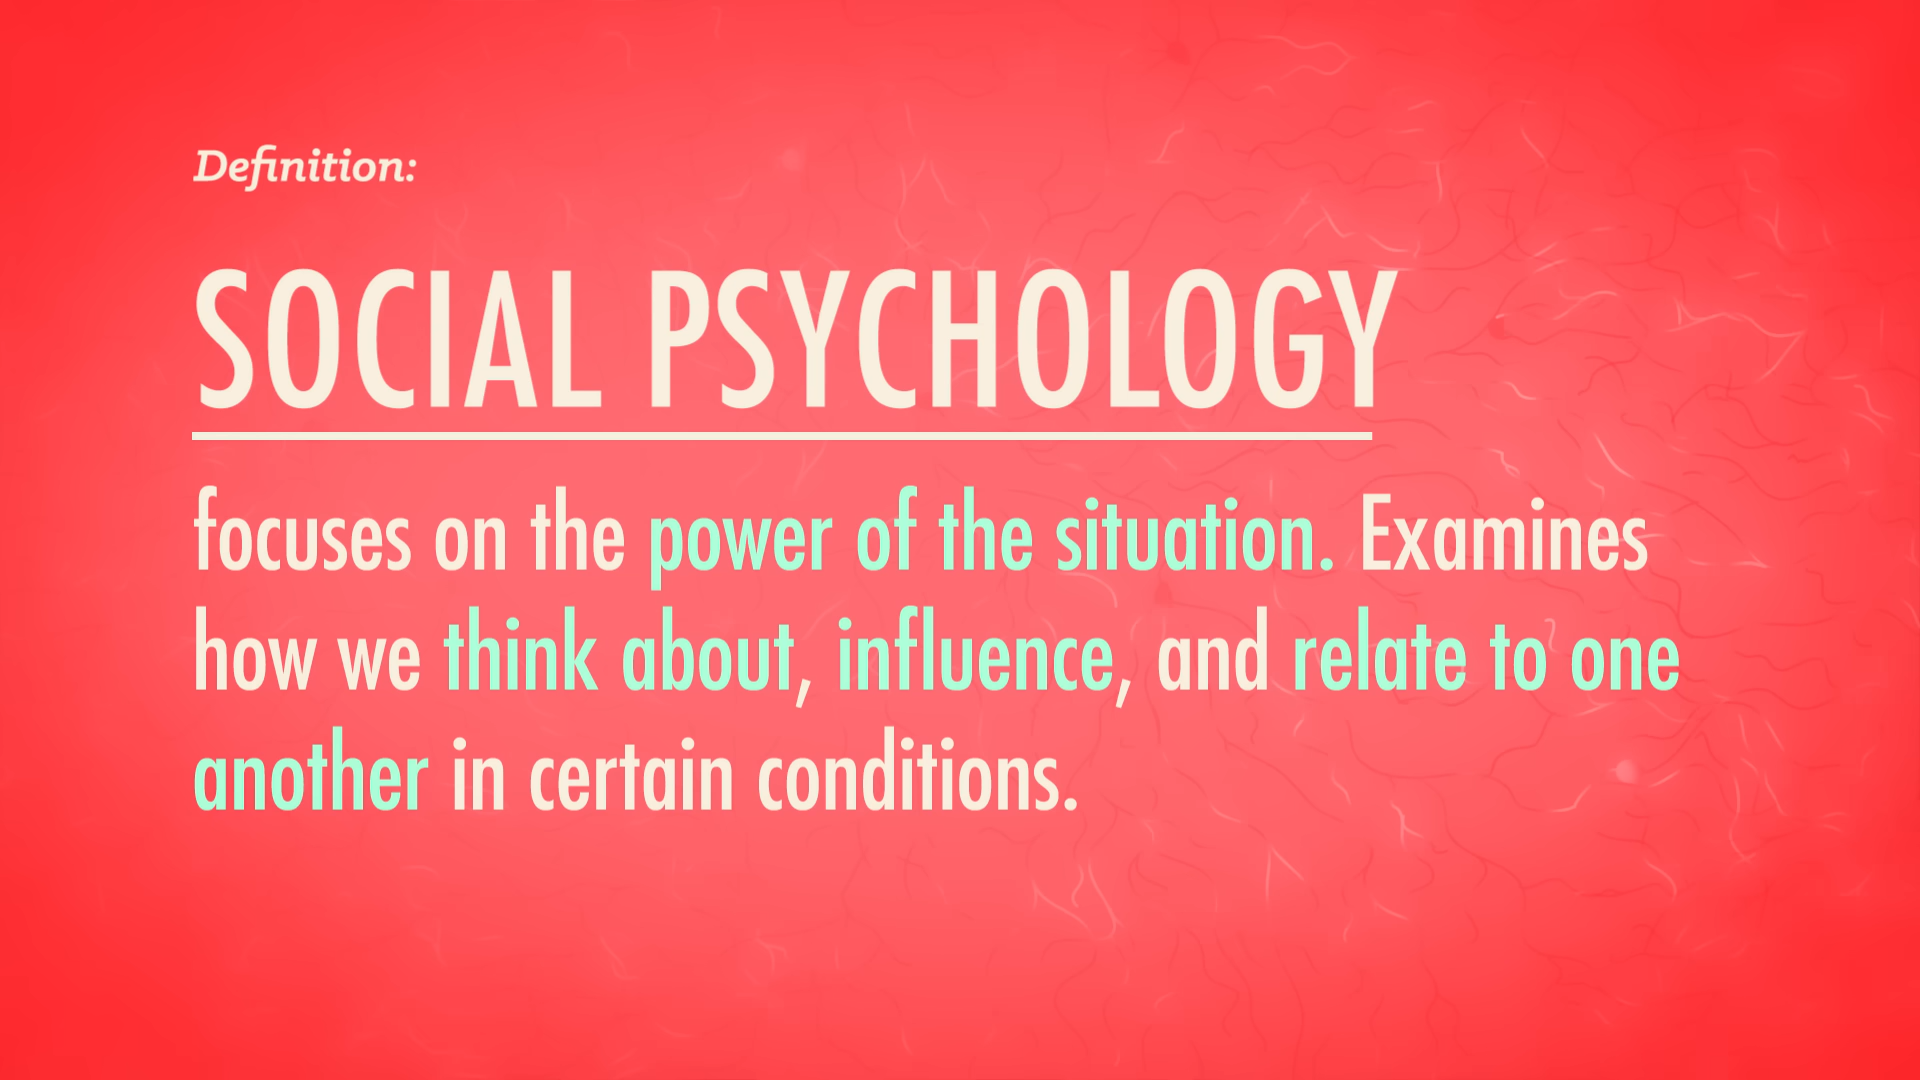 Definition:
SOCIAL PSYCHOLOGY
focuses on the power of the situation. Examines
how we think about, influence, and relate to one
another in certain conditions.